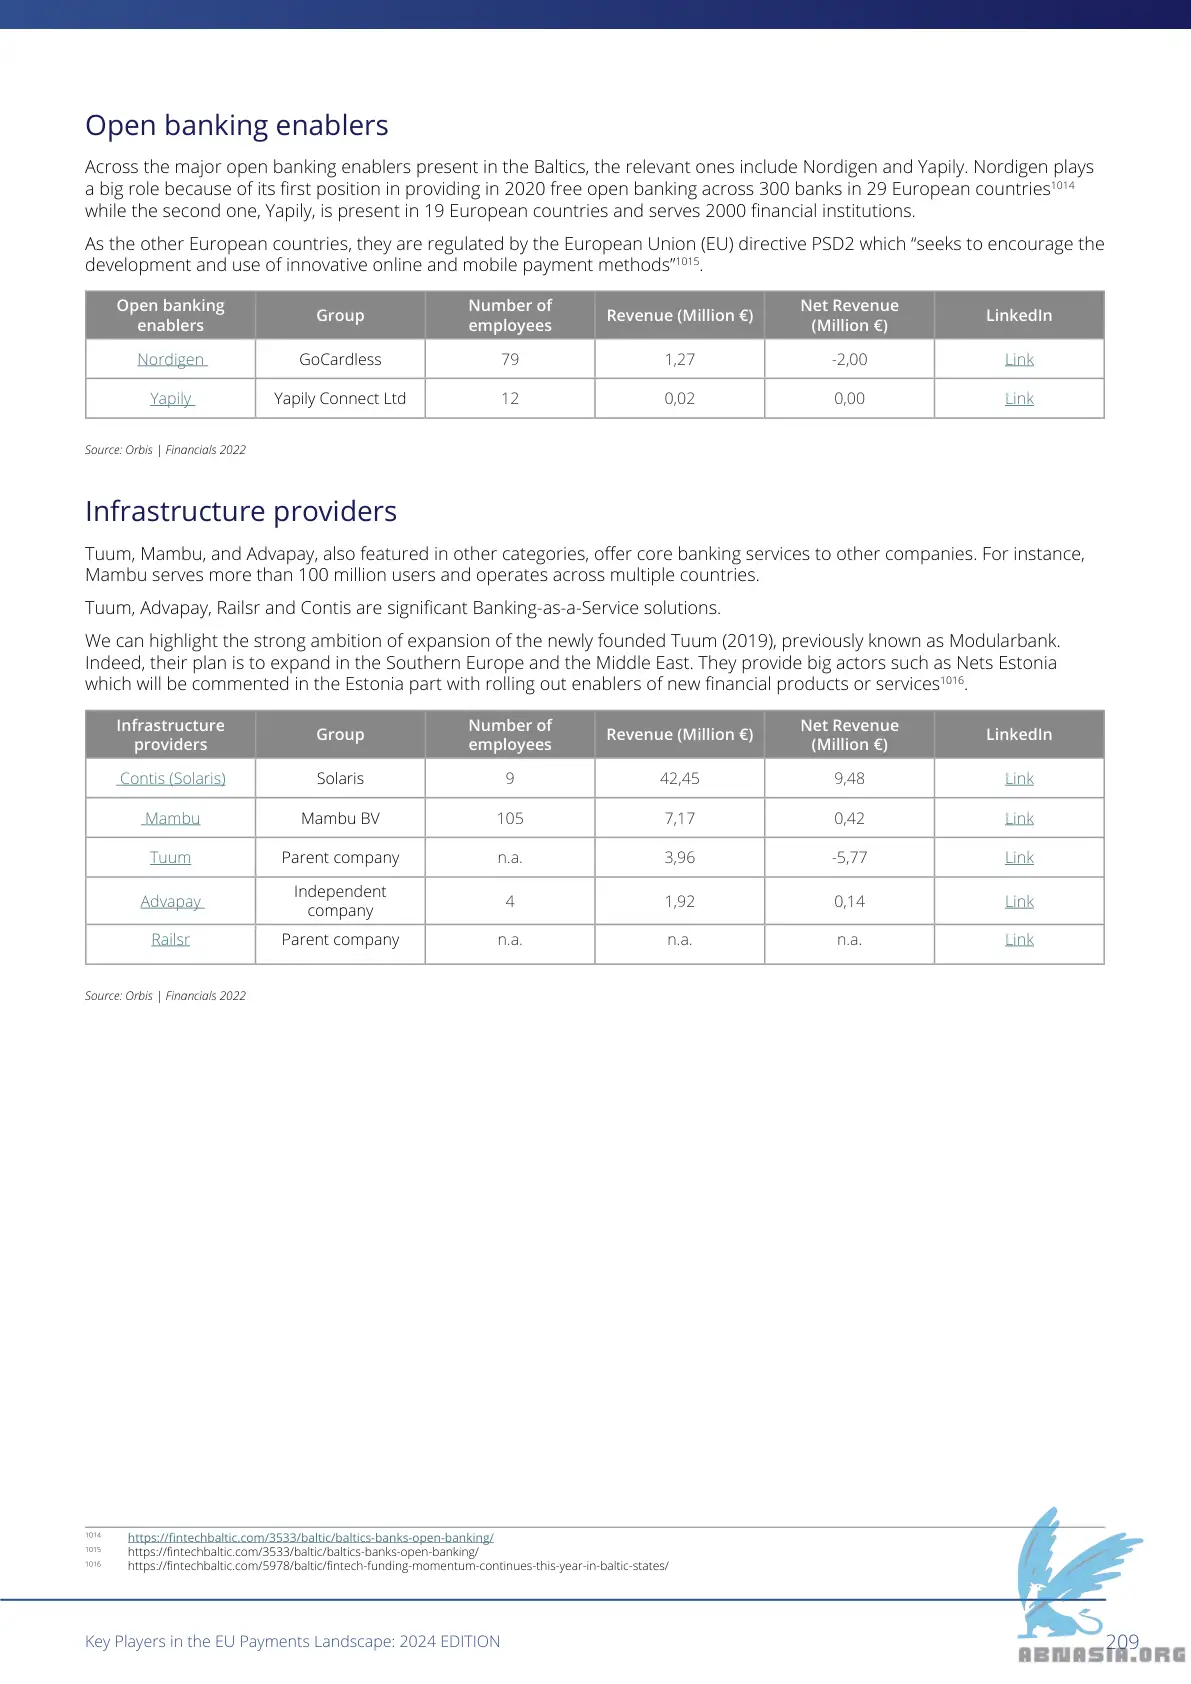 Open banking enablers
Across the major open banking enablers present in the Baltics, the relevant ones include Nordigen and Yapily. Nordigen plays
a big role because of its first position in providing in 2020 free open banking across 300 banks in 29 European countries1014
while the second one, Yapily, is present in 19 European countries and serves 2000 financial institutions.
As the other European countries, they are regulated by the European Union (EU) directive PSD2 which “seeks to encourage the
development and use of innovative online and mobile payment methods”1015.
Open banking enablers Group Number of employees Revenue (Million €) Net Revenue (Million €) LinkedIn
Nordigen GoCardless 79 1,27 -2,00 Link
Yapily Yapily Connect Ltd 12 0,02 0,00 Link
Source: Orbis | Financials 2022
Infrastructure providers
Tuum, Mambu, and Advapay, also featured in other categories, offer core banking services to other companies. For instance,
Mambu serves more than 100 million users and operates across multiple countries.
Tuum, Advapay, Railsr and Contis are significant Banking-as-a-Service solutions.
We can highlight the strong ambition of expansion of the newly founded Tuum (2019), previously known as Modularbank.
Indeed, their plan is to expand in the Southern Europe and the Middle East. They provide big actors such as Nets Estonia
which will be commented in the Estonia part with rolling out enablers of new financial products or services1016.
Infrastructure providers Group Number of employees Revenue (Million €) Net Revenue (Million €) LinkedIn
Contis (Solaris) Solaris 9 42,45 9,48 Link
Mambu Mambu BV 105 7,17 0,42 Link
Tuum Parent company n.a. 3,96 -5,77 Link
Advapay Independent company 4 1,92 0,14 Link
Railsr Parent company n.a. n.a. n.a. Link
Source: Orbis | Financials 2022
1014 https://fintechbaltic.com/3533/baltic/baltics-banks-open-banking/
1015 https://fintechbaltic.com/3533/baltic/baltics-banks-open-banking/
1016 https://fintechbaltic.com/5978/baltic/fintech-funding-momentum-continues-this-year-in-baltic-states/
Key Players in the EU Payments Landscape: 2024 EDITION
209
ABNASIA.ORG